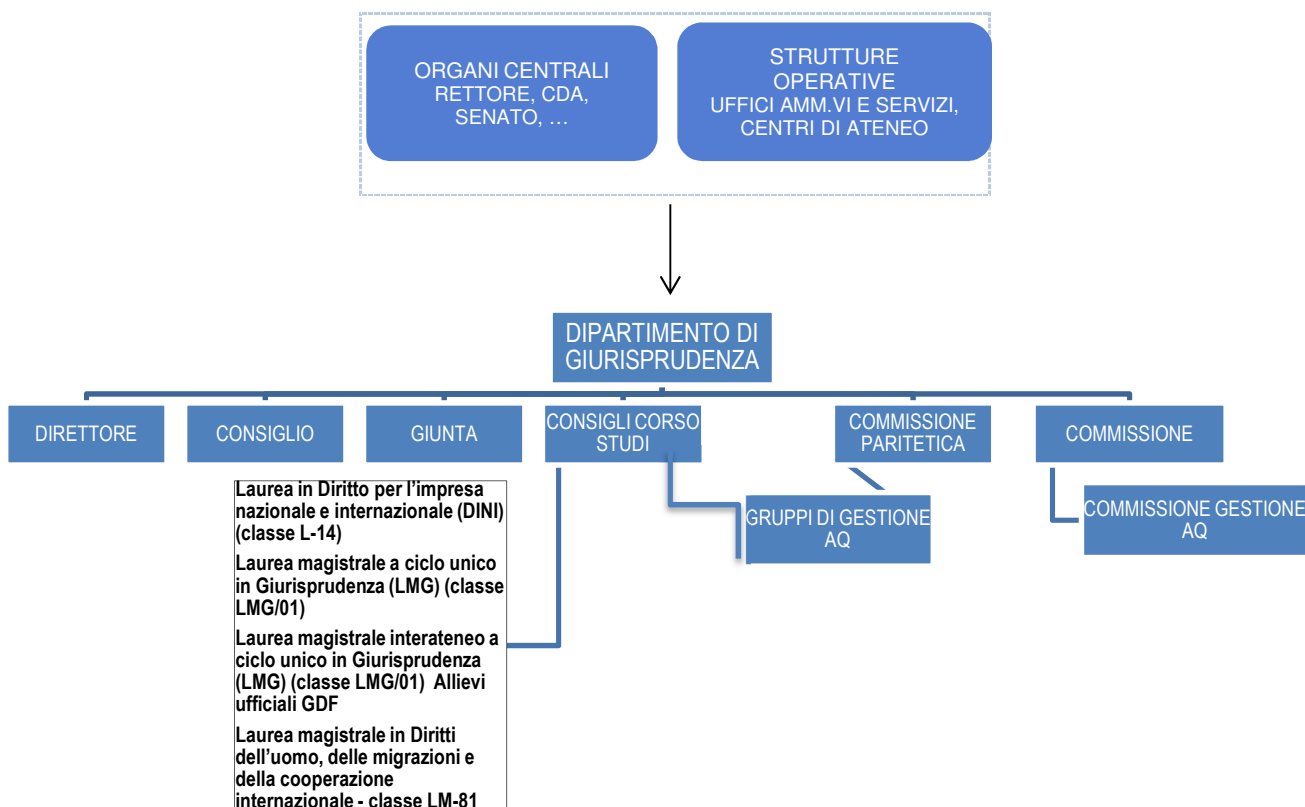 ORGANI CENTRALI
RETTORE, CDA,
SENATO, …
STRUTTURE
OPERATIVE
UFFICI AMM.VI E SERVIZI,
CENTRI DI ATENEO
DIPARTIMENTO DI
GIURISPRUDENZA
DIRETTORE
CONSIGLIO
GIUNTA
CONSIGLI CORSO
STUDI
COMMISSIONE
PARITETICA
COMMISSIONE
Laurea in Diritto per l’impresa
nazionale e internazionale (DINI)
(classe L-14)
Laurea magistrale a ciclo unico
in Giurisprudenza (LMG) (classe
LMG/01)
Laurea magistrale interateneo a
ciclo unico in Giurisprudenza
(LMG) (classe LMG/01) Allievi
ufficiali GDF
Laurea magistrale in Diritti
dell’uomo, delle migrazioni e
della cooperazione
internazionale - classe LM-81
GRUPPI DI GESTIONE
AQ
COMMISSIONE GESTIONE
AQ